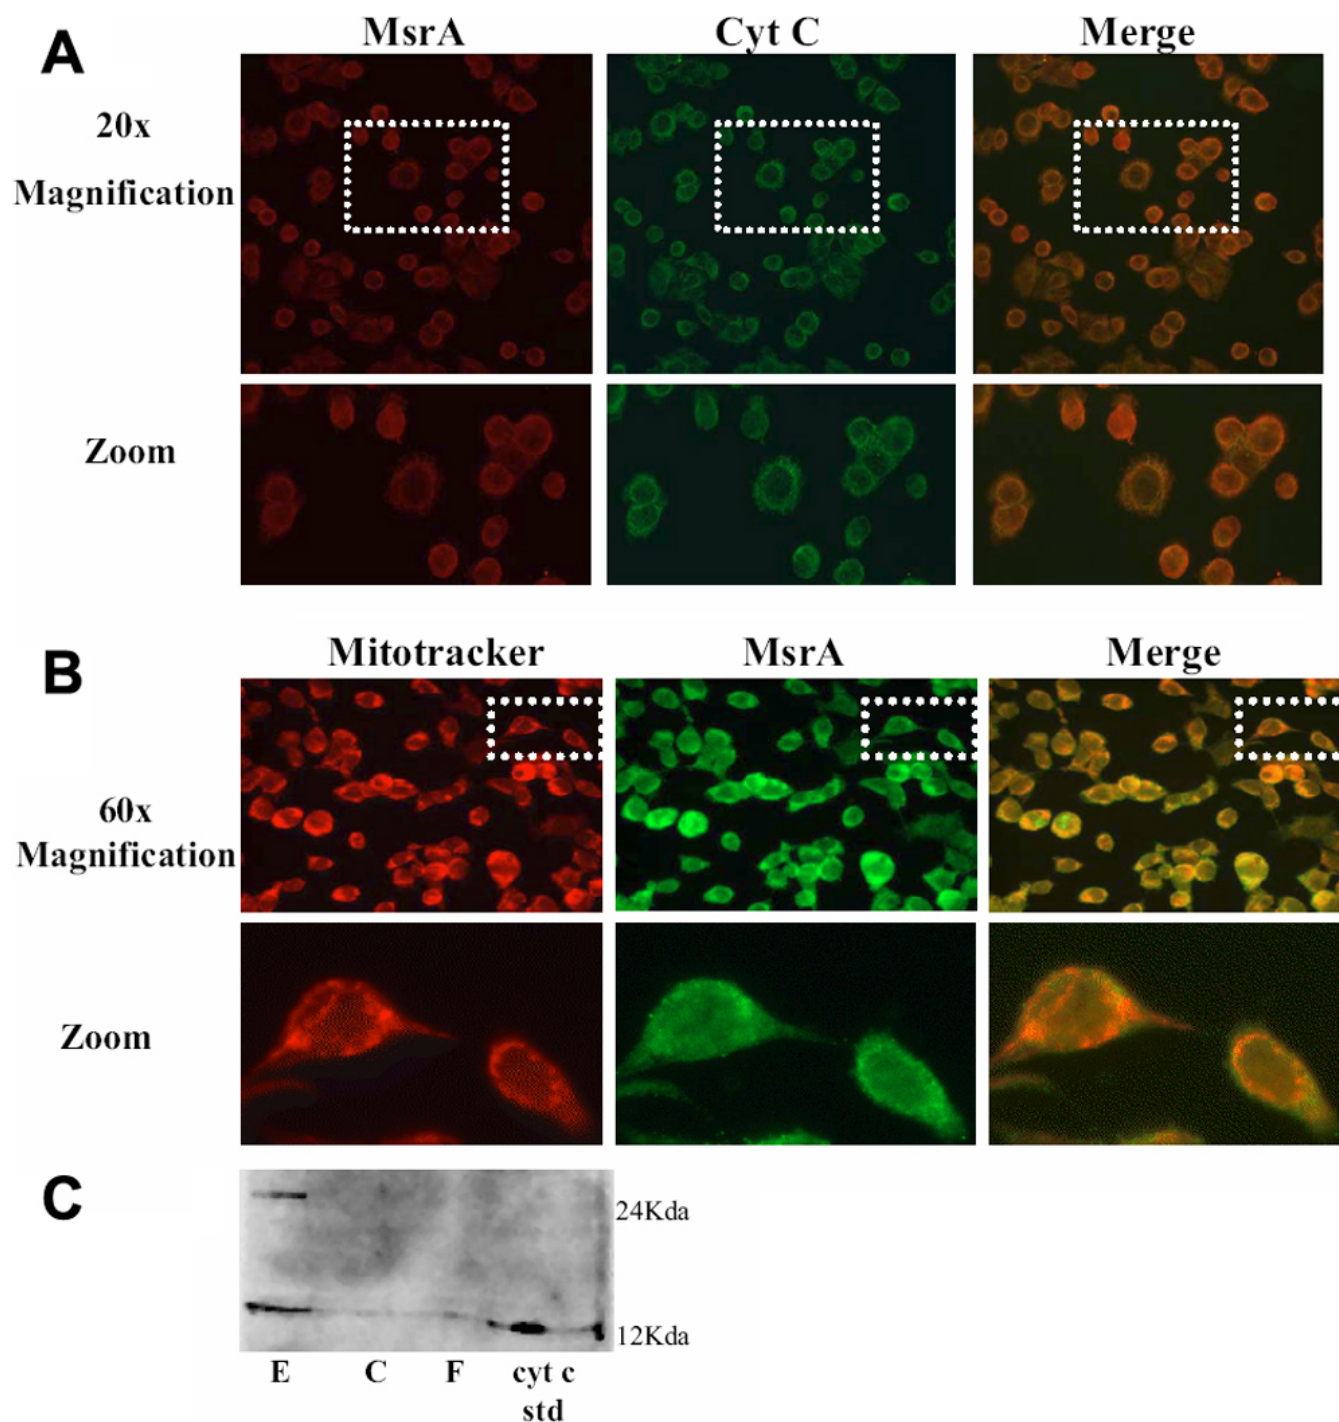 A
MsrA
Cyt C
Merge
20x
Magnification
Zoom
B
Mitotracker
MsrA
Merge
60x
Magnification
Zoom
C
24Kda
12Kda
E
C
F
cyt c
std